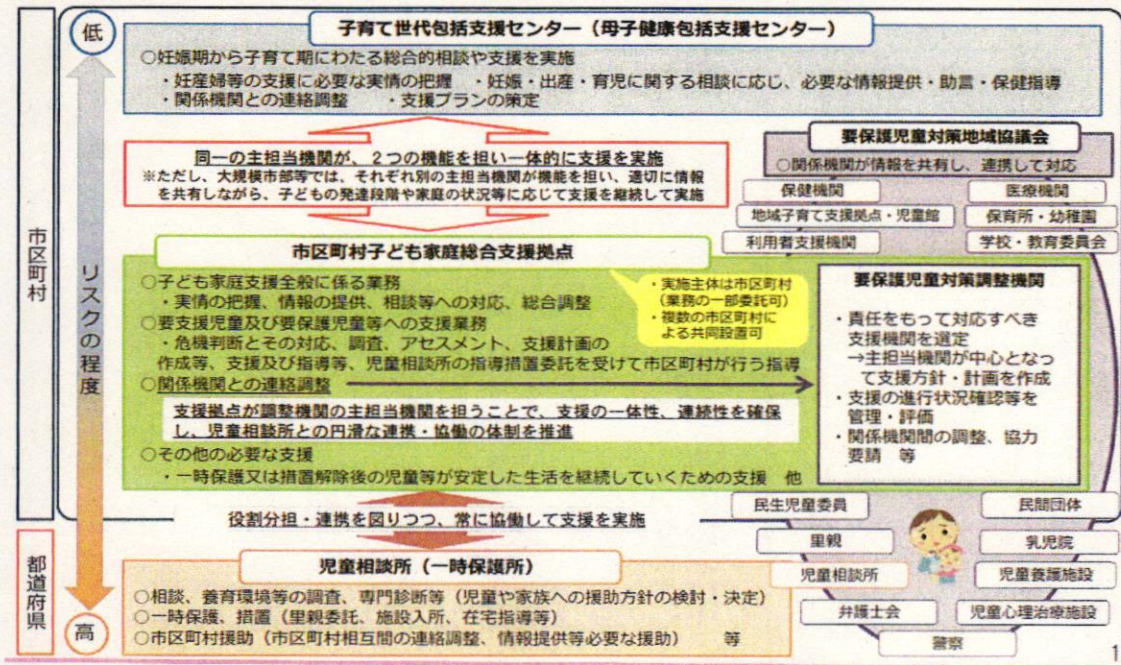 低
子育て世代包括支援センター（母子健康包括支援センター）
○妊娠期から子育て期にわたる総合的相談や支援を実施
・妊産婦等の支援に必要な実情の把握　・妊娠・出産・育児に関する相談に応じ、必要な情報提供・助言・保健指導
・関係機関との連絡調整　・支援プランの策定
同一の主担当機関が、２つの機能を担い一体的に支援を実施
※ただし、大規模市部等では、それぞれ別の主担当機関が機能を担い、適切に情報
を共有しながら、子どもの発達段階や家庭の状況等に応じて支援を継続して実施
要保護児童対策地域協議会
○関係機関が情報を共有し、連携して対応
保健機関
医療機関
地域子育て支援拠点・児童館
保育所・幼稚園
利用者支援機関
学校・教育委員会
市区町村
リスクの程度
市区町村子ども家庭総合支援拠点
○子ども家庭支援全般に係る業務
・実情の把握、情報の提供、相談等への対応、総合調整
○要支援児童及び要保護児童等への支援業務
・危機判断とその対応、調査、アセスメント、支援計画の
作成等、支援及び指導等、児童相談所の指導措置委託を受けて市区町村が行う指導
○関係機関との連絡調整
支援拠点が調整機関の主担当機関を担うことで、支援の一体性、連続性を確保
し、児童相談所との円滑な連携・協働の体制を推進
○その他の必要な支援
・一時保護又は措置解除後の児童等が安定した生活を継続していくための支援　他
・実施主体は市区町村
（業務の一部委託可）
・複数の市区町村に
よる共同設置可
要保護児童対策調整機関
・責任をもって対応すべき
支援機関を選定
→主担当機関が中心となっ
て支援方針・計画を作成
・支援の進行状況確認等を
管理・評価
・関係機関間の調整、協力
要請　等
役割分担・連携を図りつつ、常に協働して支援を実施
民生児童委員
民間団体
里親
乳児院
児童相談所
児童養護施設
弁護士会
児童心理治療施設
警察
都道府県
高
児童相談所（一時保護所）
○相談、養育環境等の調査、専門診断等（児童や家族への援助方針の検討・決定）
○一時保護、措置（里親委託、施設入所、在宅指導等）
○市区町村援助（市区町村相互間の連絡調整、情報提供等必要な援助）　等
1